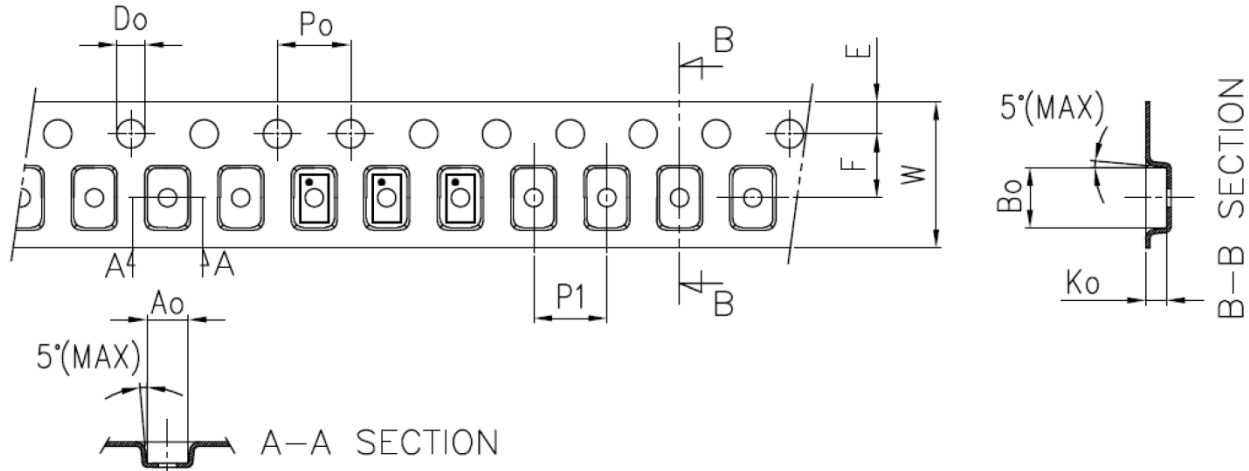 Do
Po
B
E
5°(MAX)
F
W
Bo
B-B SECTION
A
A
B
Ko
Ao
P1
5°(MAX)
A-A SECTION